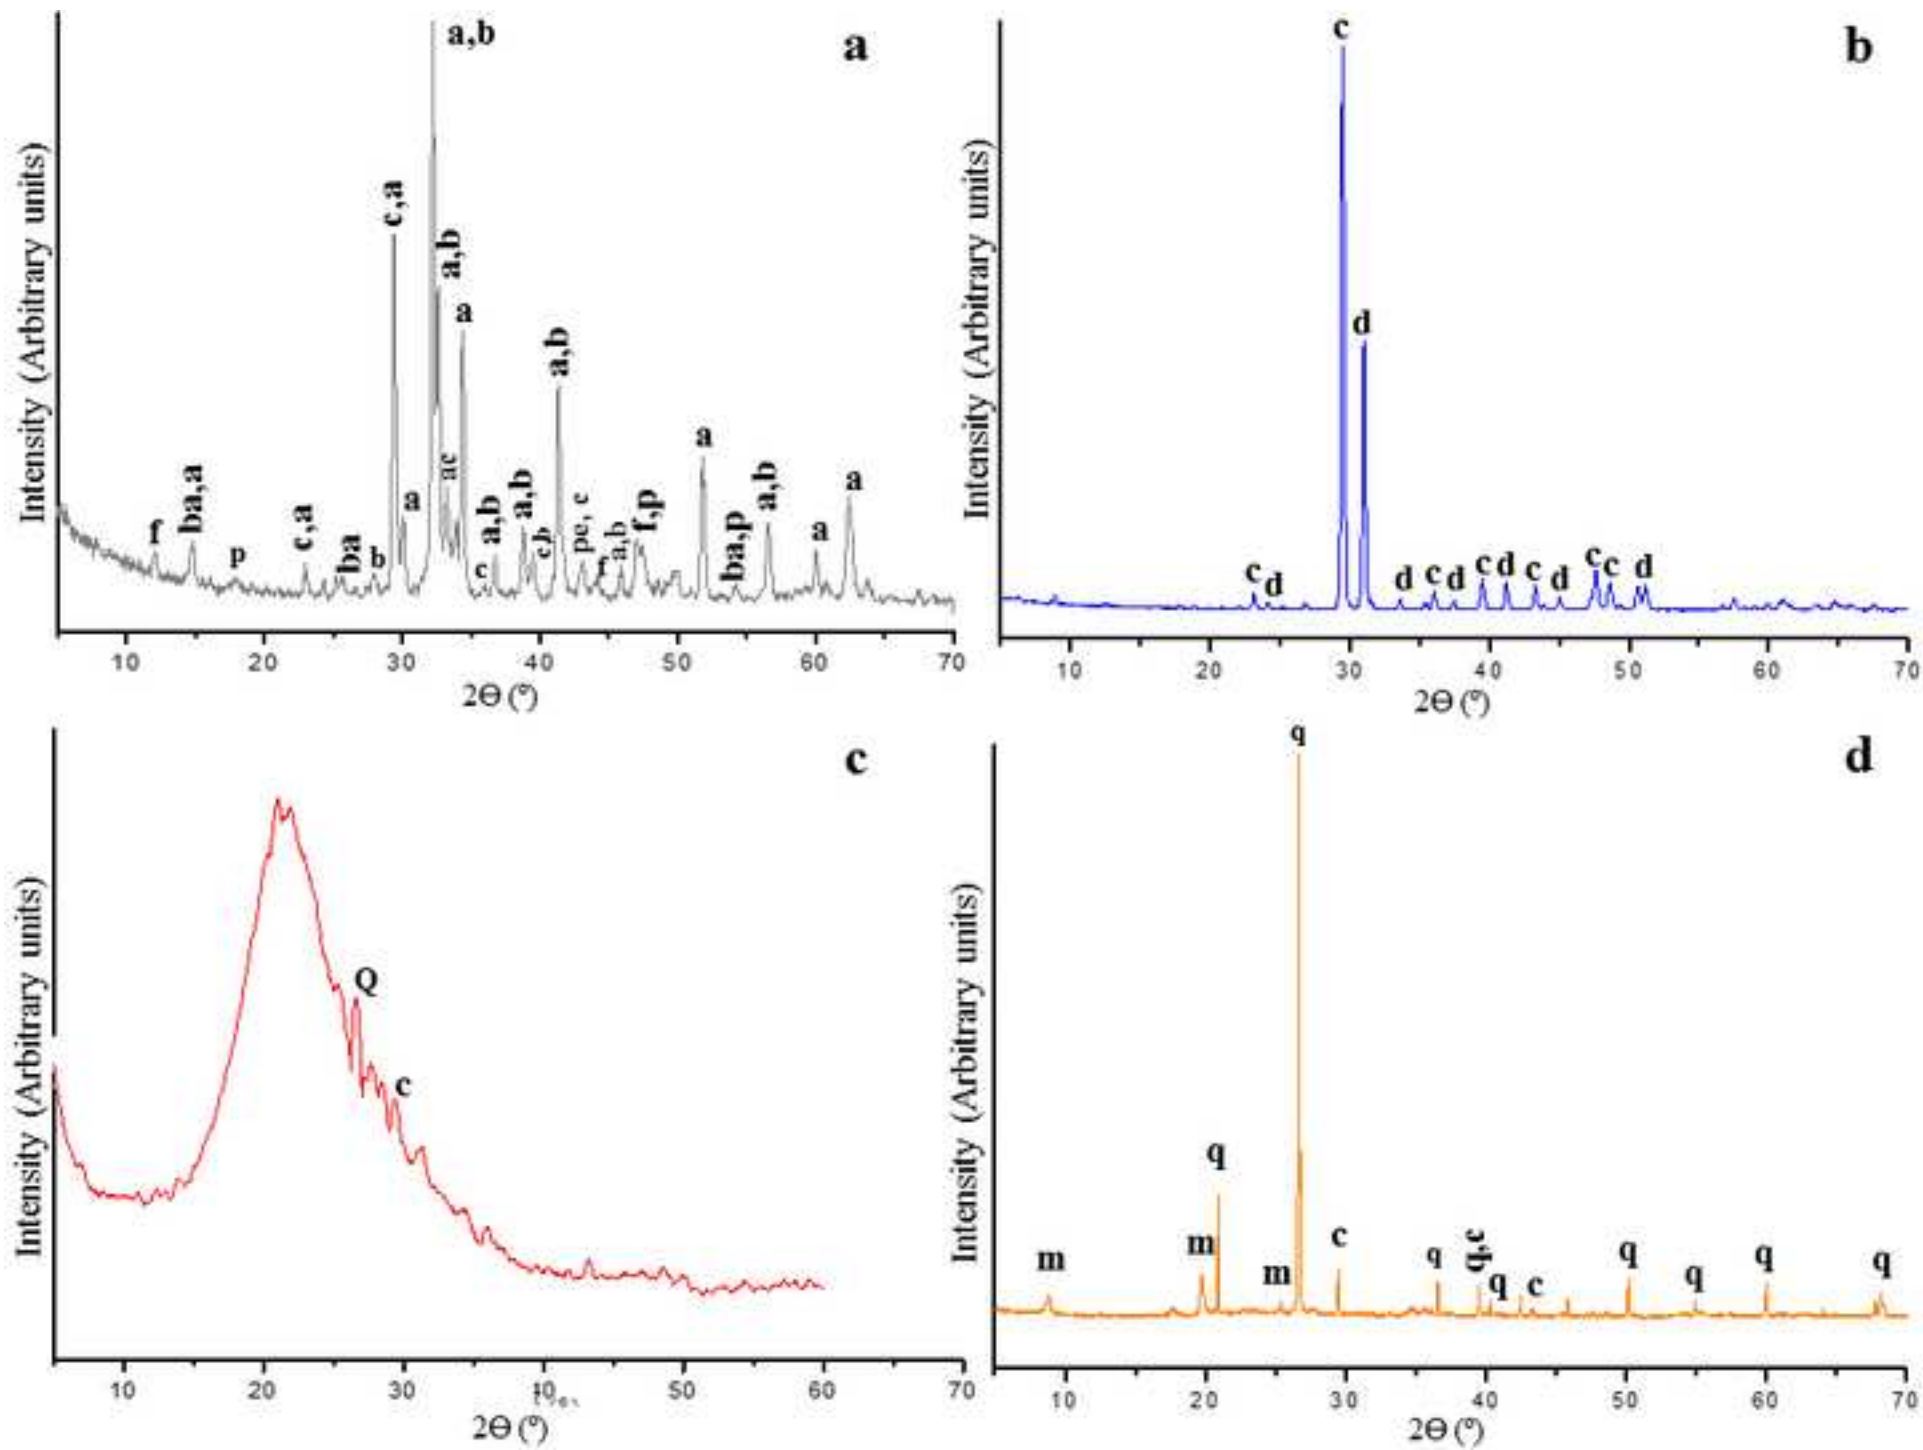 a
Intensity (Arbitrary units)
f
ba,a
p
c,a
ba
b
c,a
a
a,b
a,b
ac
a
c
a,b
a,b
c,b
a,b
pe, c
f
a,b
f,p
a
ba,p
a,b
a
a
10 20 30 40 50 60 70
2Θ (º)
b
Intensity (Arbitrary units)
c
d
c
d
d
c
d
c
d
c
d
c
c
d
10 20 30 40 50 60 70
2Θ (º)
c
Intensity (Arbitrary units)
Q
c
10 20 30 40 50 60 70
2Θ (º)
d
Intensity (Arbitrary units)
m
m
q
m
q
c
q
q,c
q
c
q
q
q
q
10 20 30 40 50 60 70
2Θ (º)